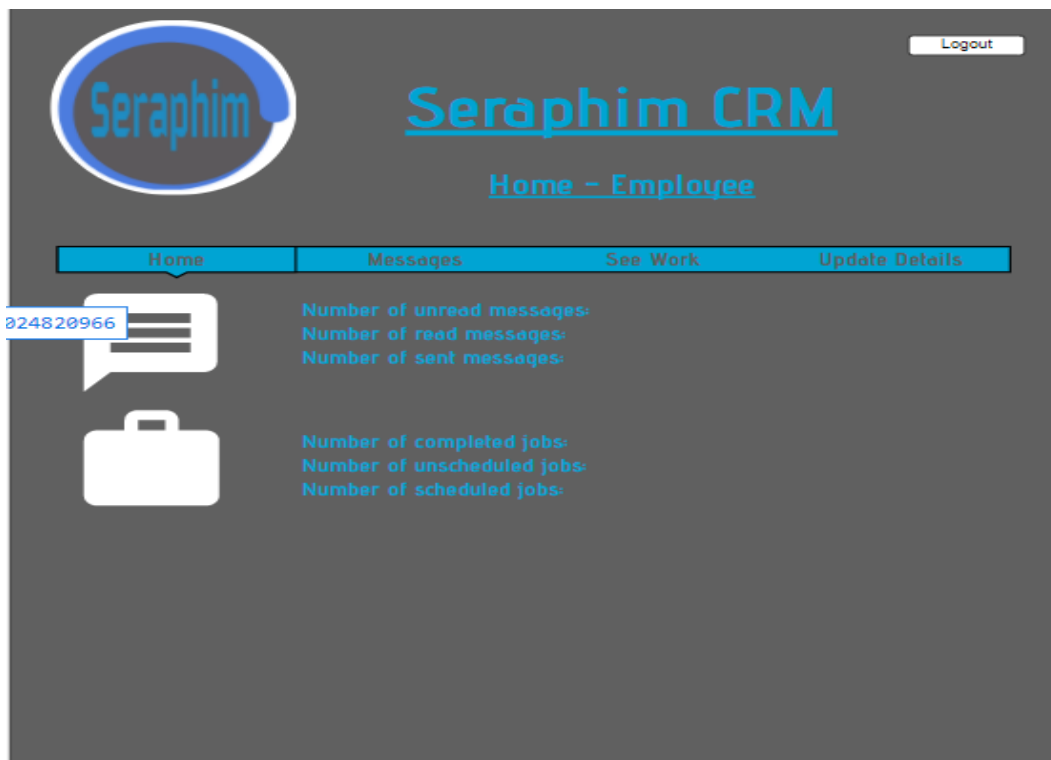 Logout
Seraphim
Seraphim CRM
Home - Employee
Home Messages See Work Update Details
024820966
Number of unread messages:
Number of read messages:
Number of sent messages:
Number of completed jobs:
Number of unscheduled jobs:
Number of scheduled jobs: